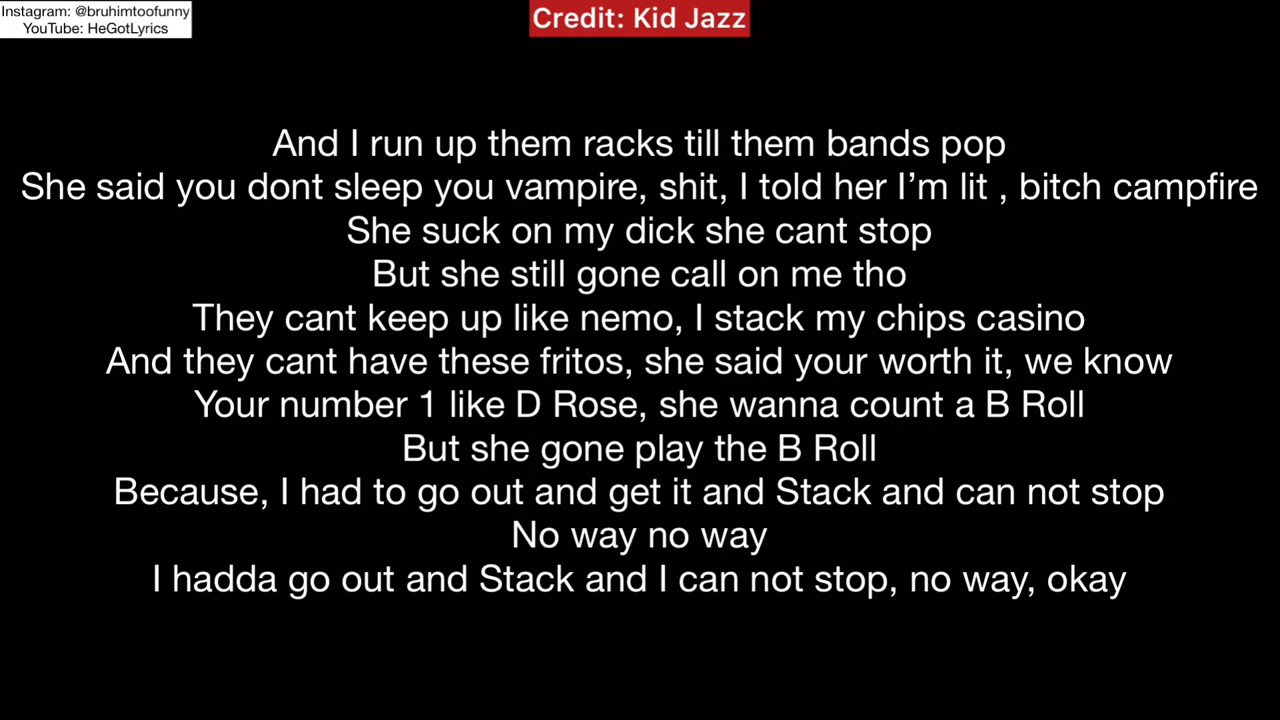 Instagram: @bruhimtoofunny
YouTube: HeGotLyrics
Credit: Kid Jazz
And I run up them racks till them bands pop
She said you dont sleep you vampire, shit, I told her I’m lit , bitch campfire
She suck on my dick she cant stop
But she still gone call on me tho
They cant keep up like nemo, I stack my chips casino
And they cant have these fritos, she said your worth it, we know
Your number 1 like D Rose, she wanna count a B Roll
But she gone play the B Roll
Because, I had to go out and get it and Stack and can not stop
No way no way
I hadda go out and Stack and I can not stop, no way, okay